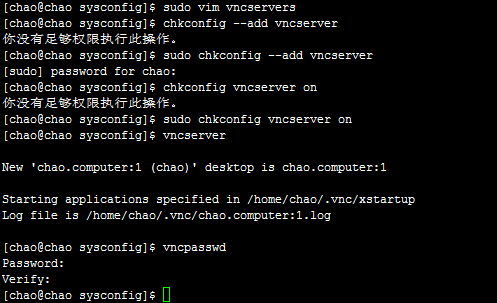 [chao@chao sysconfig]$ sudo vim vncservers
[chao@chao sysconfig]$ chkconfig --add vncserver
你没有足够权限执行此操作。
[chao@chao sysconfig]$ sudo chkconfig --add vncserver
[sudo] password for chao:
[chao@chao sysconfig]$ chkconfig vncserver on
你没有足够权限执行此操作。
[chao@chao sysconfig]$ sudo chkconfig vncserver on
[chao@chao sysconfig]$ vncserver
New 'chao.computer:1 (chao)' desktop is chao.computer:1
Starting applications specified in /home/chao/.vnc/xstartup
Log file is /home/chao/.vnc/chao.computer:1.log
[chao@chao sysconfig]$ vncpasswd
Password:
Verify:
[chao@chao sysconfig]$